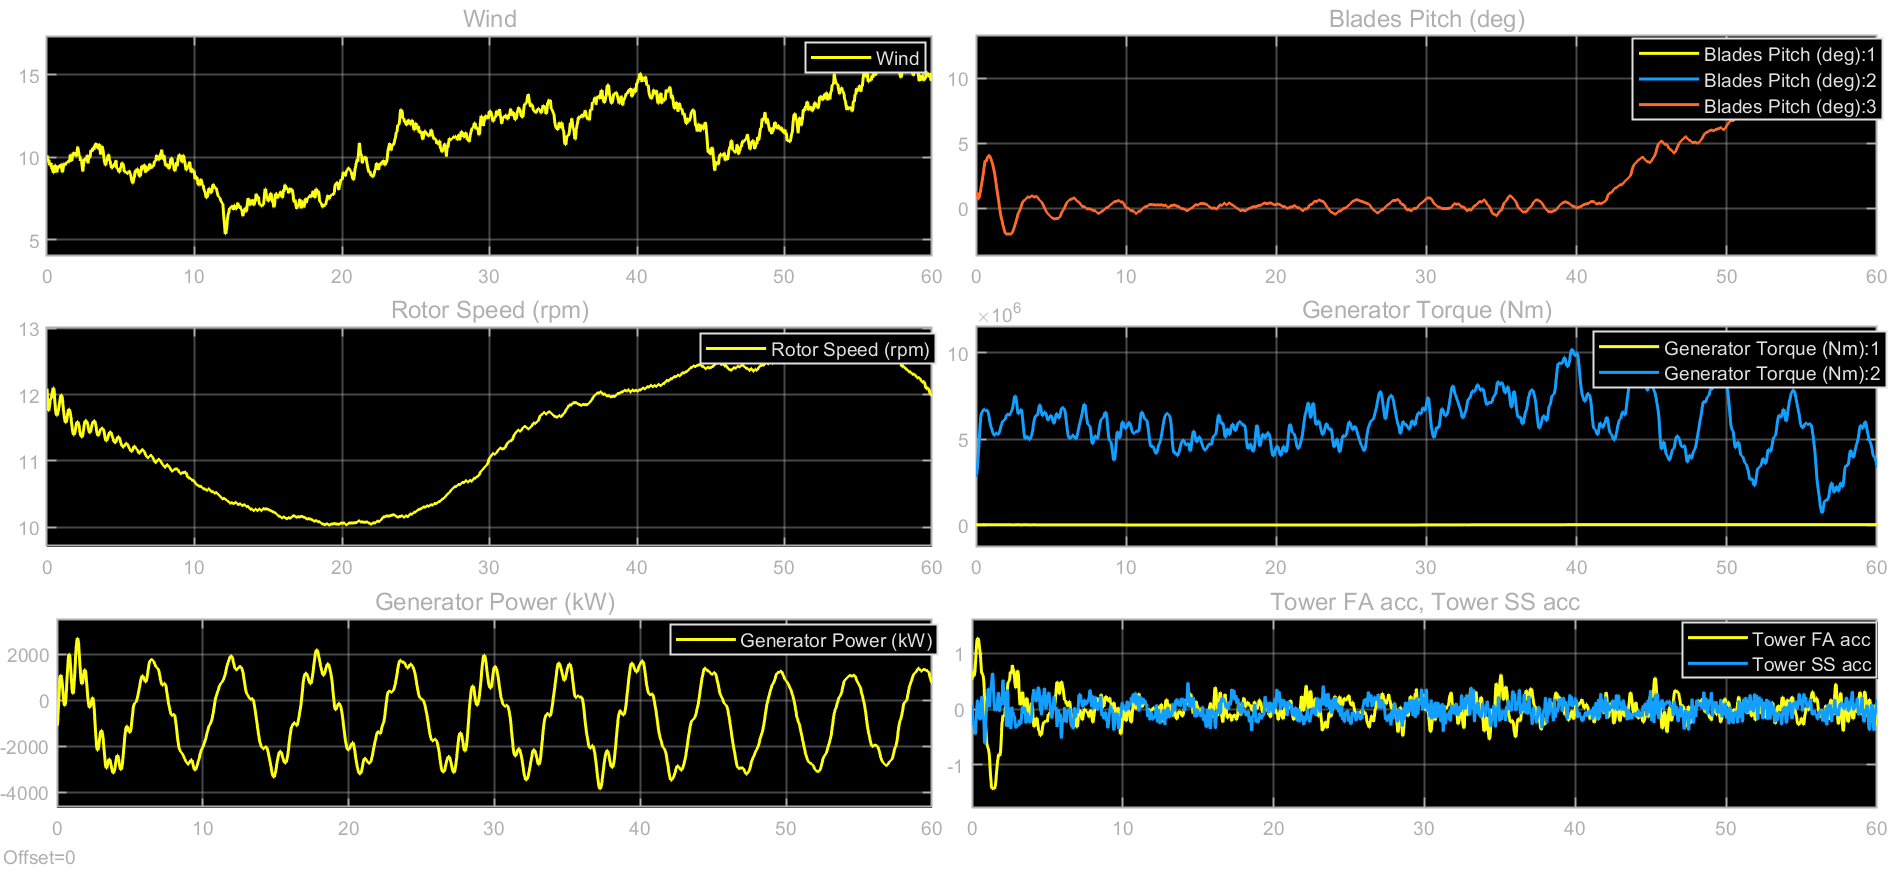 Wind
Wind
15
10
5
0 10 20 30 40 50 60
Blades Pitch (deg)
Blades Pitch (deg):1
Blades Pitch (deg):2
Blades Pitch (deg):3
10
5
0
0 10 20 30 40 50 60
Rotor Speed (rpm)
Rotor Speed (rpm)
13
12
11
10
0 10 20 30 40 50 60
Generator Torque (Nm)
×10⁶
Generator Torque (Nm):1
Generator Torque (Nm):2
10
5
0
0 10 20 30 40 50 60
Generator Power (kW)
Generator Power (kW)
2000
0
-2000
-4000
0 10 20 30 40 50 60
Offset=0
Tower FA acc, Tower SS acc
Tower FA acc
Tower SS acc
1
0
-1
0 10 20 30 40 50 60